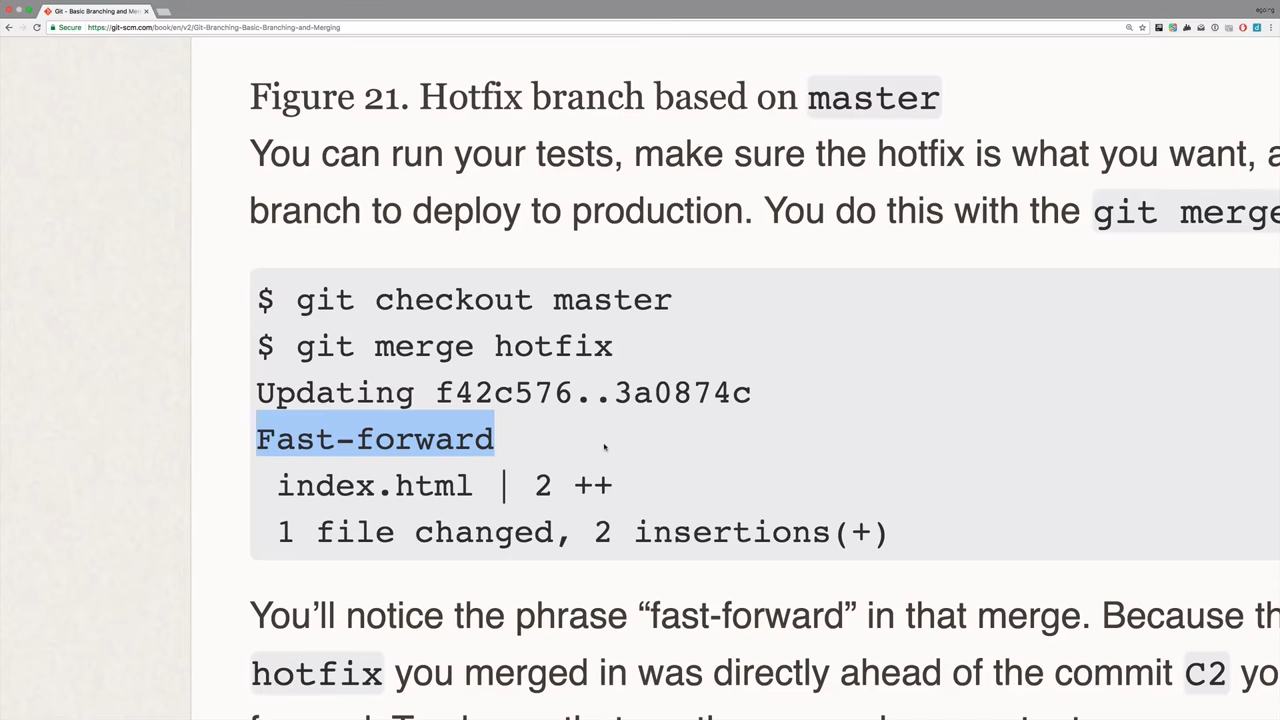 Git - Basic Branching and Mer
egoing
Secure
https://git-scm.com/book/en/v2/Git-Branching-Basic-Branching-and-Merging
Figure 21. Hotfix branch based on master
You can run your tests, make sure the hotfix is what you want, a
branch to deploy to production. You do this with the git merge
$ git checkout master
$ git merge hotfix
Updating f42c576..3a0874c
Fast-forward
index.html | 2 ++
1 file changed, 2 insertions(+)
You’ll notice the phrase “fast-forward” in that merge. Because th
hotfix you merged in was directly ahead of the commit C2 yo